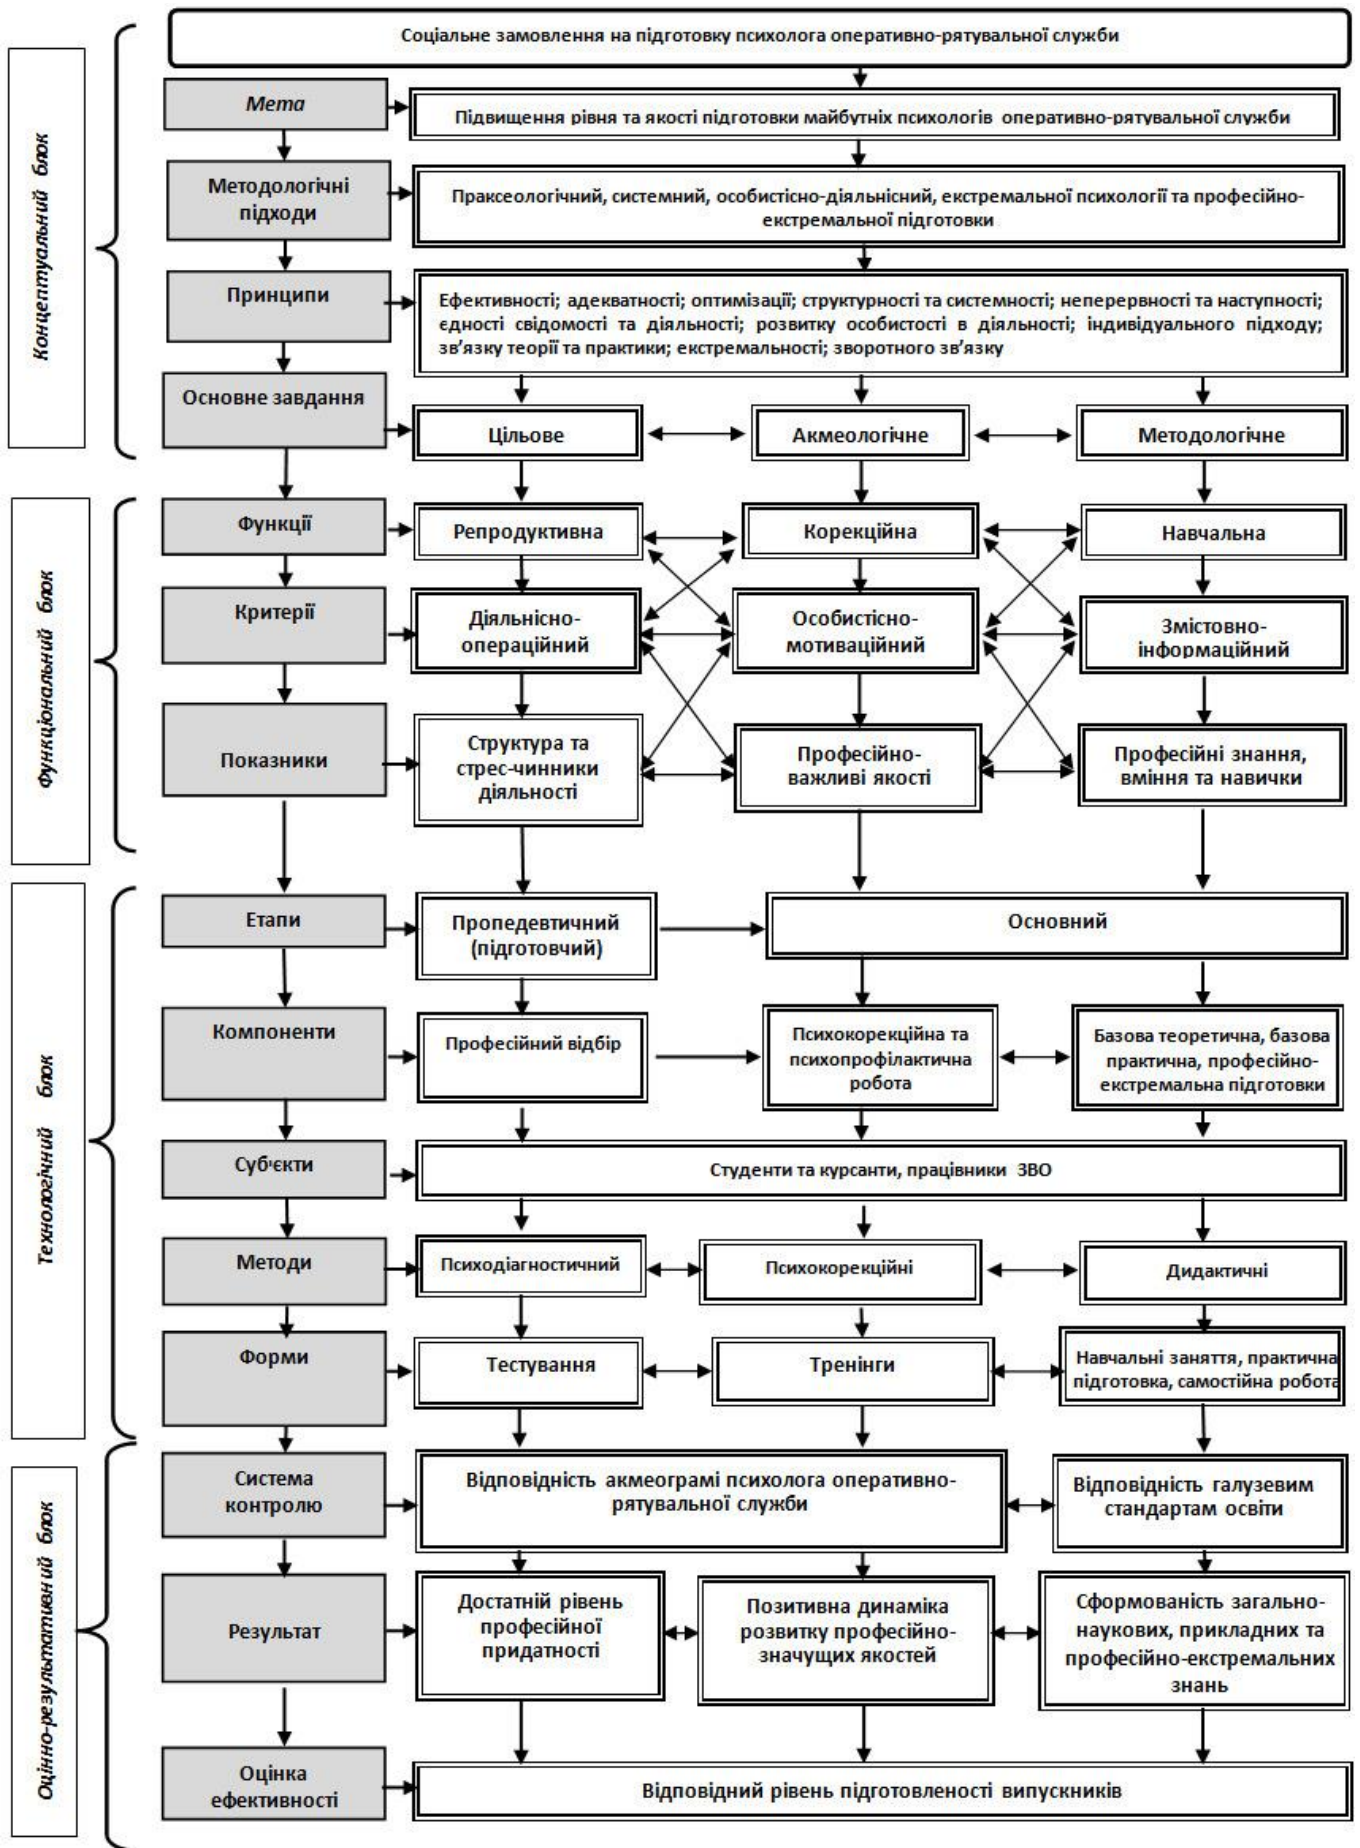 Соціальне замовлення на підготовку психолога оперативно-рятувальної служби
Концептуальний блок
Мета
Підвищення рівня та якості підготовки майбутніх психологів оперативно-рятувальної служби
Методологічні
підходи
Праксеологічний, системний, особистісно-діяльнісний, екстремальної психології та професійно-
екстремальної підготовки
Принципи
Ефективності; адекватності; оптимізації; структурності та системності; неперервності та наступності;
єдності свідомості та діяльності; розвитку особистості в діяльності; індивідуального підходу;
зв’язку теорії та практики; екстремальності; зворотного зв’язку
Основне завдання
Цільове
Акмеологічне
Методологічне
Функціональний блок
Функції
Репродуктивна
Корекційна
Навчальна
Критерії
Діяльнісно-
операційний
Особистісно-
мотиваційний
Змістовно-
інформаційний
Показники
Структура та
стрес-чинники
діяльності
Професійно-
важливі якості
Професійні знання,
вміння та навички
Технологічний блок
Етапи
Пропедевтичний
(підготовчий)
Основний
Компоненти
Професійний відбір
Психокорекційна та
психопрофілактична
робота
Базова теоретична, базова
практична, професійно-
екстремальна підготовки
Суб'єкти
Студенти та курсанти, працівники ЗВО
Методи
Психодіагностичний
Психокорекційні
Дидактичні
Форми
Тестування
Тренінги
Навчальні заняття, практична
підготовка, самостійна робота
Оцінно-результативний блок
Система
контролю
Відповідність акмеограмі психолога оперативно-
рятувальної служби
Відповідність галузевим
стандартам освіти
Результат
Достатній рівень
професійної
придатності
Позитивна динаміка
розвитку професійно-
значущих якостей
Сформованість загально-
наукових, прикладних та
професійно-екстремальних
знань
Оцінка
ефективності
Відповідний рівень підготовленості випускників